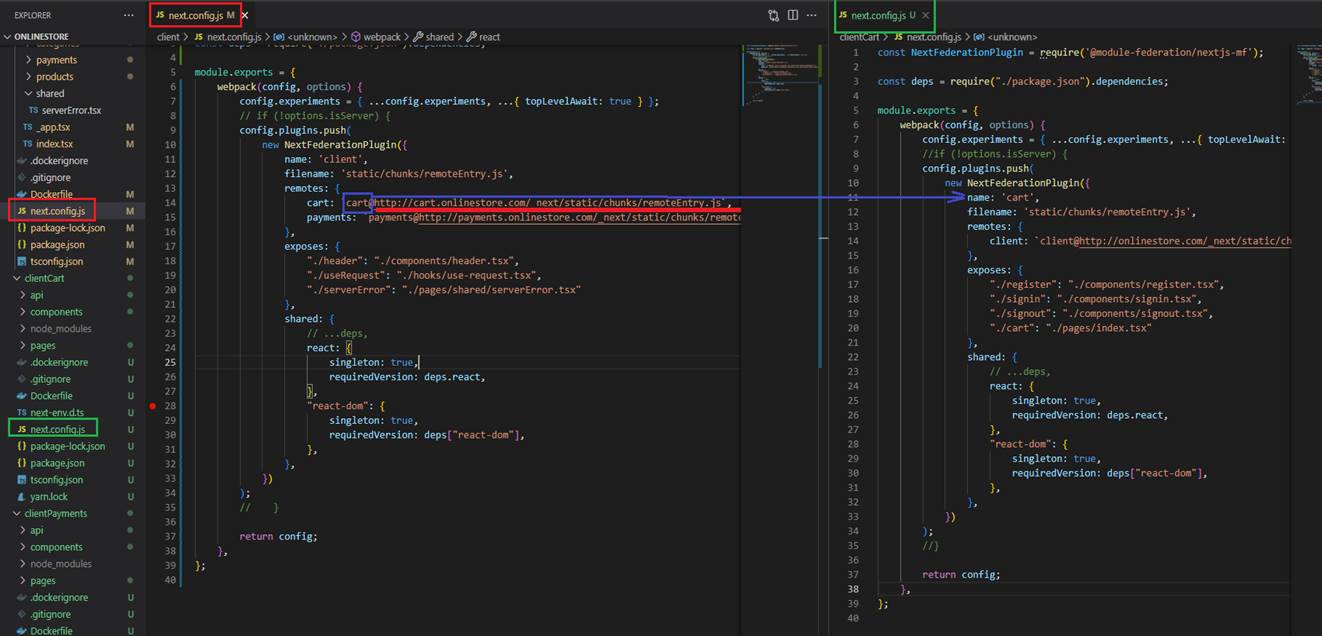 EXPLORER
···
ONLINESTORE
payments
products
shared
TS serverError.tsx
TS _app.tsx M
TS index.tsx M
.dockerignore
.gitignore
Dockerfile M
JS next.config.js M
{} package-lock.json M
{} package.json M
tsconfig.json M
clientCart
api
components
node_modules
pages
.dockerignore U
.gitignore U
Dockerfile U
TS next-env.d.ts U
JS next.config.js U
{} package-lock.json U
{} package.json U
tsconfig.json U
yarn.lock U
clientPayments
api
components
node_modules
pages
.dockerignore U
.gitignore U
Dockerfile U
JS next.config.js M ×
···
client > JS next.config.js > <unknown> > webpack > shared > react
4
5 module.exports = {
6 webpack(config, options) {
7 config.experiments = { ...config.experiments, ...{ topLevelAwait: true } };
8 // if (!options.isServer) {
9 config.plugins.push(
10 new NextFederationPlugin({
11 name: 'client',
12 filename: 'static/chunks/remoteEntry.js',
13 remotes: {
14 cart: `cart@http://cart.onlinestore.com/_next/static/chunks/remoteEntry.js`,
15 payments: `payments@http://payments.onlinestore.com/_next/static/chunks/remote
16 },
17 exposes: {
18 "./header": "./components/header.tsx",
19 "./useRequest": "./hooks/use-request.tsx",
20 "./serverError": "./pages/shared/serverError.tsx"
21 },
22 shared: {
23 // ...deps,
24 react: {
25 singleton: true,
26 requiredVersion: deps.react,
27 },
28 "react-dom": {
29 singleton: true,
30 requiredVersion: deps["react-dom"],
31 },
32 },
33 })
34 );
35 // }
36
37 return config;
38 },
39 };
40
JS next.config.js U ×
clientCart > JS next.config.js > <unknown>
1 const NextFederationPlugin = require('@module-federation/nextjs-mf');
2
3 const deps = require("./package.json").dependencies;
4
5 module.exports = {
6 webpack(config, options) {
7 config.experiments = { ...config.experiments, ...{ topLevelAwait:
8 //if (!options.isServer) {
9 config.plugins.push(
10 new NextFederationPlugin({
11 name: 'cart',
12 filename: 'static/chunks/remoteEntry.js',
13 remotes: {
14 client: `client@http://onlinestore.com/_next/static/ch
15 },
16 exposes: {
17 "./register": "./components/register.tsx",
18 "./signin": "./components/signin.tsx",
19 "./signout": "./components/signout.tsx",
20 "./cart": "./pages/index.tsx"
21 },
22 shared: {
23 // ...deps,
24 react: {
25 singleton: true,
26 requiredVersion: deps.react,
27 },
28 "react-dom": {
29 singleton: true,
30 requiredVersion: deps["react-dom"],
31 },
32 },
33 })
34 );
35 //}
36
37 return config;
38 },
39 };
40